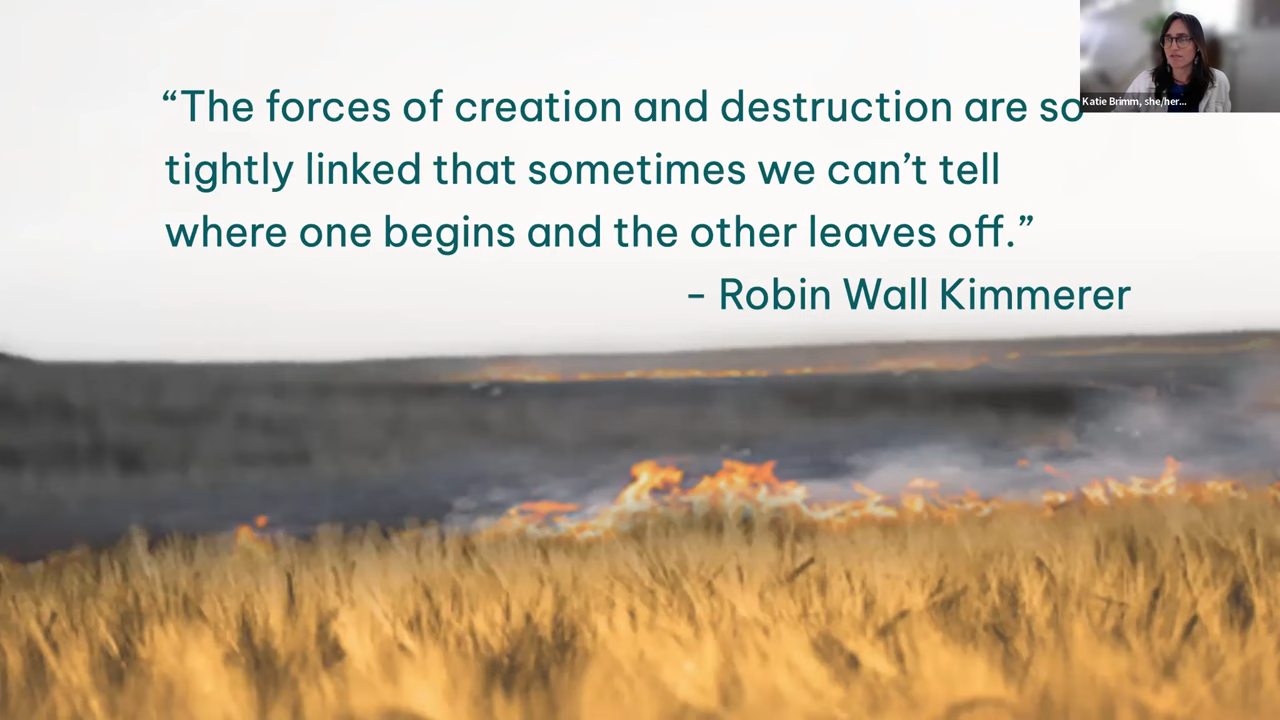 “The forces of creation and destruction are so
tightly linked that sometimes we can’t tell
where one begins and the other leaves off.”
- Robin Wall Kimmerer
Katie Brimm, she/her...